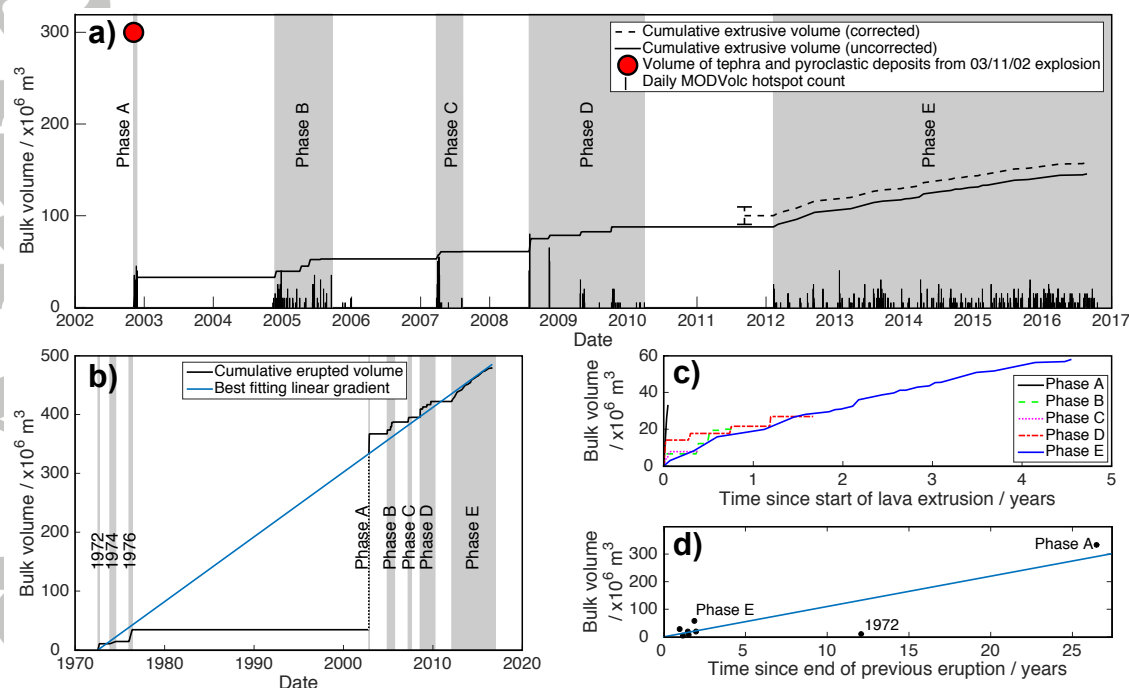 a)
300
200
100
0
Bulk volume / x10⁶ m³
Phase A
Phase B
Phase C
Phase D
Phase E
Cumulative extrusive volume (corrected)
Cumulative extrusive volume (uncorrected)
Volume of tephra and pyroclastic deposits from 03/11/02 explosion
Daily MODVolc hotspot count
2002 2003 2004 2005 2006 2007 2008 2009 2010 2011 2012 2013 2014 2015 2016 2017
Date
b)
500
400
300
200
100
0
Bulk volume / x10⁶ m³
Cumulative erupted volume
Best fitting linear gradient
1972
1974
1976
Phase A
Phase B
Phase C
Phase D
Phase E
1970 1980 1990 2000 2010 2020
Date
c)
60
40
20
0
Bulk volume
/ x10⁶ m³
Phase A
Phase B
Phase C
Phase D
Phase E
0 1 2 3 4 5
Time since start of lava extrusion / years
d)
300
200
100
0
Bulk volume
/ x10⁶ m³
Phase A
Phase E
1972
0 5 10 15 20 25
Time since end of previous eruption / years